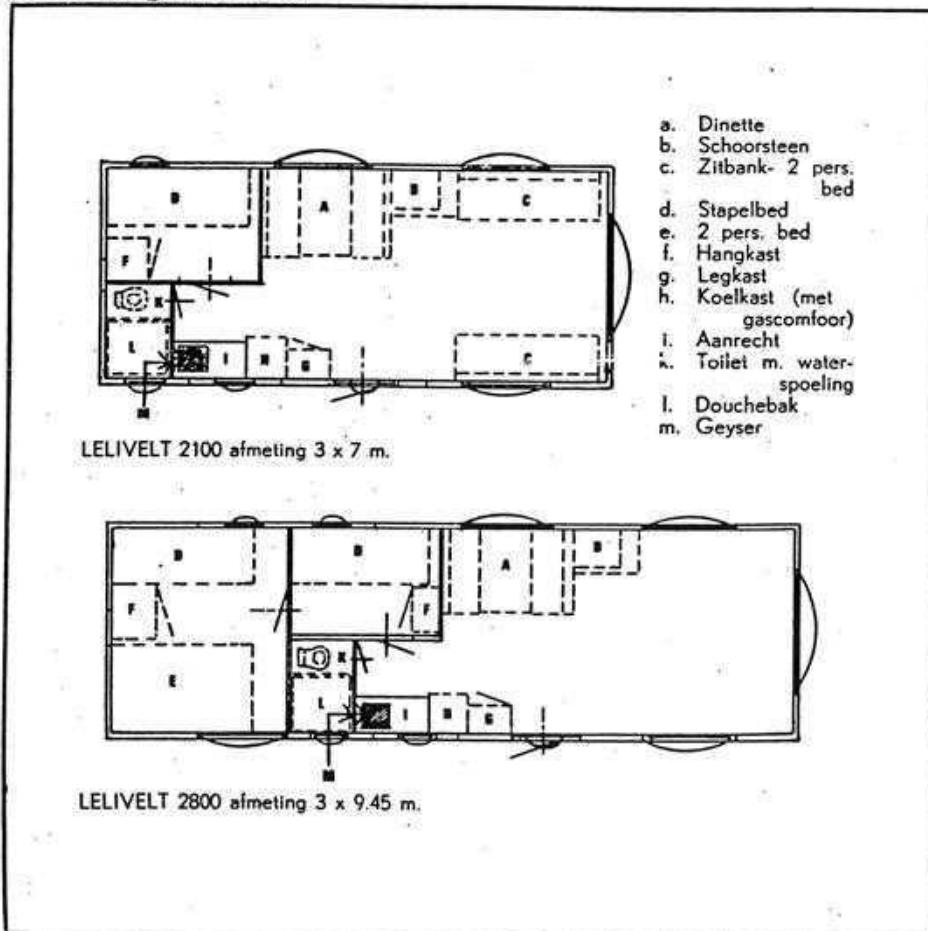 a. Dinette
b. Schoorsteen
c. Zitbank- 2 pers.
bed
d. Stapelbed
e. 2 pers. bed
f. Hangkast
g. Legkast
h. Koelkast (met
gascomfoor)
i. Aanrecht
k. Toilet m. water-
spoeling
l. Douchebak
m. Geyser
D
A
B
C
F
K
L
I
H
G
C
M
LELIVELT 2100 afmeting 3 x 7 m.
D
D
A
B
F
F
E
K
L
I
H
G
M
LELIVELT 2800 afmeting 3 x 9.45 m.